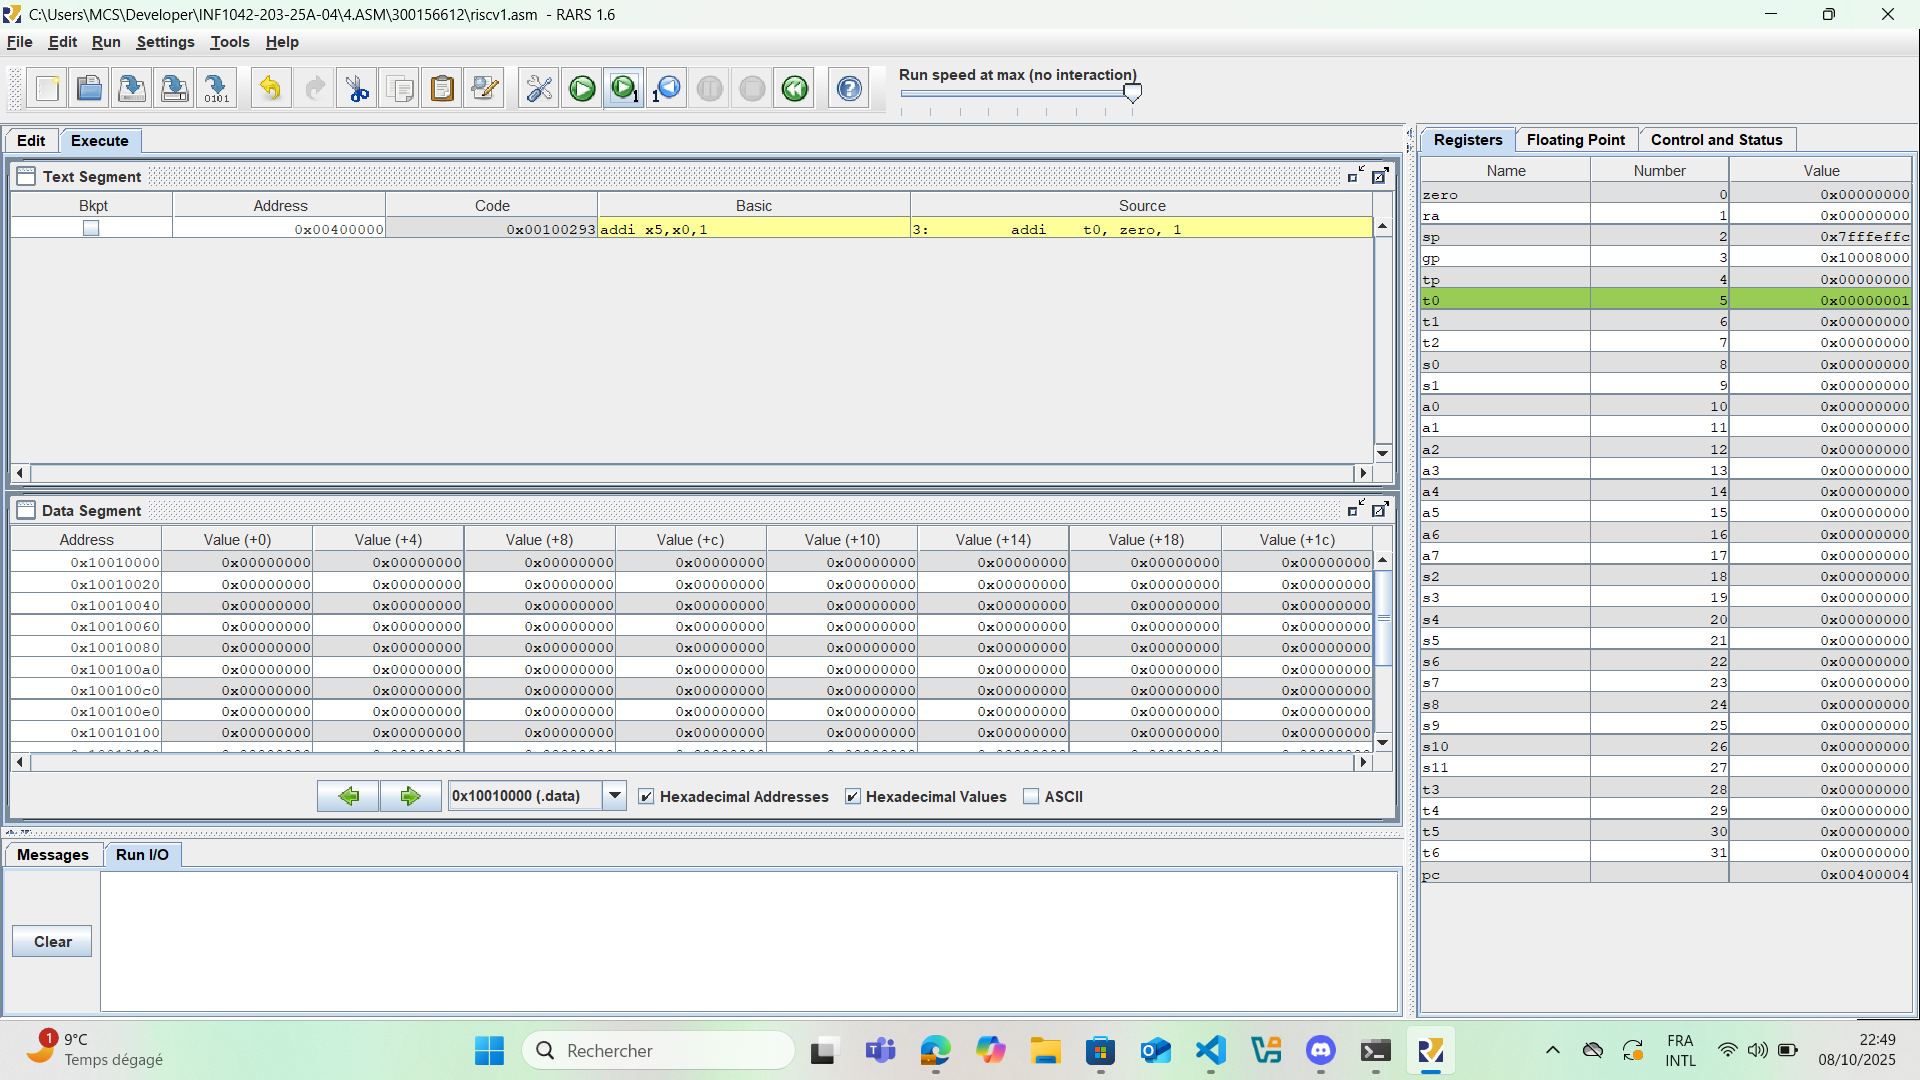 C:\Users\MCS\Developer\INF1042-203-25A-04\4.ASM\300156612\riscv1.asm - RARS 1.6
File Edit Run Settings Tools Help
Run speed at max (no interaction)
Edit Execute
Text Segment
Bkpt Address Code Basic Source
0x00400000 0x00100293 addi x5,x0,1 3: addi t0, zero, 1
Data Segment
Address Value (+0) Value (+4) Value (+8) Value (+c) Value (+10) Value (+14) Value (+18) Value (+1c)
0x10010000 0x00000000 0x00000000 0x00000000 0x00000000 0x00000000 0x00000000 0x00000000 0x00000000
0x10010020 0x00000000 0x00000000 0x00000000 0x00000000 0x00000000 0x00000000 0x00000000 0x00000000
0x10010040 0x00000000 0x00000000 0x00000000 0x00000000 0x00000000 0x00000000 0x00000000 0x00000000
0x10010060 0x00000000 0x00000000 0x00000000 0x00000000 0x00000000 0x00000000 0x00000000 0x00000000
0x10010080 0x00000000 0x00000000 0x00000000 0x00000000 0x00000000 0x00000000 0x00000000 0x00000000
0x100100a0 0x00000000 0x00000000 0x00000000 0x00000000 0x00000000 0x00000000 0x00000000 0x00000000
0x100100c0 0x00000000 0x00000000 0x00000000 0x00000000 0x00000000 0x00000000 0x00000000 0x00000000
0x100100e0 0x00000000 0x00000000 0x00000000 0x00000000 0x00000000 0x00000000 0x00000000 0x00000000
0x10010100 0x00000000 0x00000000 0x00000000 0x00000000 0x00000000 0x00000000 0x00000000 0x00000000
0x10010000 (.data) Hexadecimal Addresses Hexadecimal Values ASCII
Messages Run I/O
Clear
Registers Floating Point Control and Status
Name Number Value
zero 0 0x00000000
ra 1 0x00000000
sp 2 0x7fffeffc
gp 3 0x10008000
tp 4 0x00000000
t0 5 0x00000001
t1 6 0x00000000
t2 7 0x00000000
s0 8 0x00000000
s1 9 0x00000000
a0 10 0x00000000
a1 11 0x00000000
a2 12 0x00000000
a3 13 0x00000000
a4 14 0x00000000
a5 15 0x00000000
a6 16 0x00000000
a7 17 0x00000000
s2 18 0x00000000
s3 19 0x00000000
s4 20 0x00000000
s5 21 0x00000000
s6 22 0x00000000
s7 23 0x00000000
s8 24 0x00000000
s9 25 0x00000000
s10 26 0x00000000
s11 27 0x00000000
t3 28 0x00000000
t4 29 0x00000000
t5 30 0x00000000
t6 31 0x00000000
pc 0x00400004
1
9°C
Temps dégagé
Rechercher
FRA
INTL
22:49
08/10/2025